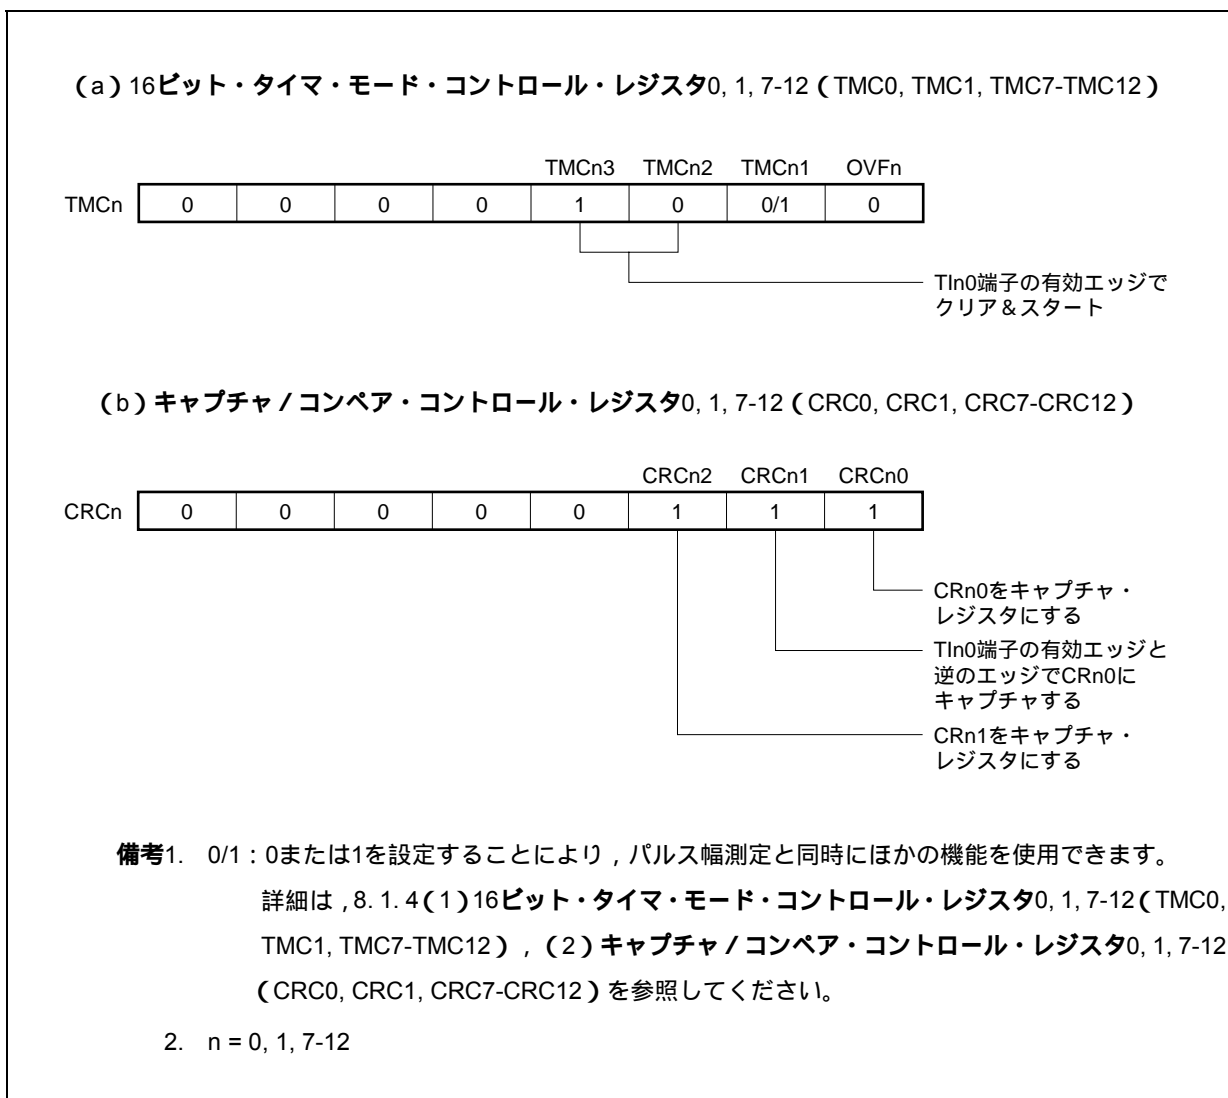 (a)16ビット・タイマ・モード・コントロール・レジスタ0, 1, 7-12(TMC0, TMC1, TMC7-TMC12)
TMCn3 TMCn2 TMCn1 OVFn
TMCn 0 0 0 0 1 0 0/1 0
TIn0端子の有効エッジで
クリア&スタート
(b)キャプチャ/コンペア・コントロール・レジスタ0, 1, 7-12(CRC0, CRC1, CRC7-CRC12)
CRCn2 CRCn1 CRCn0
CRCn 0 0 0 0 0 1 1 1
CRn0をキャプチャ・
レジスタにする
TIn0端子の有効エッジと
逆のエッジでCRn0に
キャプチャする
CRn1をキャプチャ・
レジスタにする
備考1. 0/1:0または1を設定することにより,パルス幅測定と同時にほかの機能を使用できます。
詳細は,8. 1. 4(1)16ビット・タイマ・モード・コントロール・レジスタ0, 1, 7-12(TMC0,
TMC1, TMC7-TMC12),(2)キャプチャ/コンペア・コントロール・レジスタ0, 1, 7-12
(CRC0, CRC1, CRC7-CRC12)を参照してください。
2. n = 0, 1, 7-12